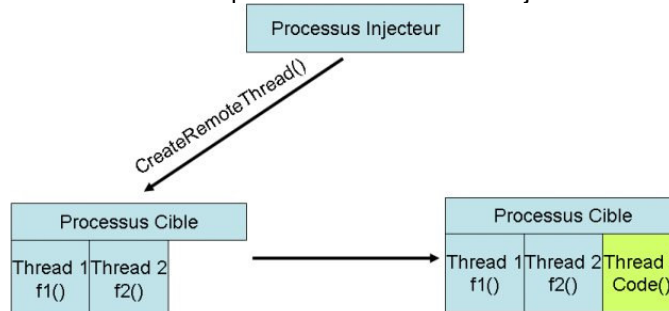 Processus Injecteur
CreateRemoteThread()
Processus Cible
Thread 1
f1()
Thread 2
f2()
Processus Cible
Thread 1
f1()
Thread 2
f2()
Thread
Code()